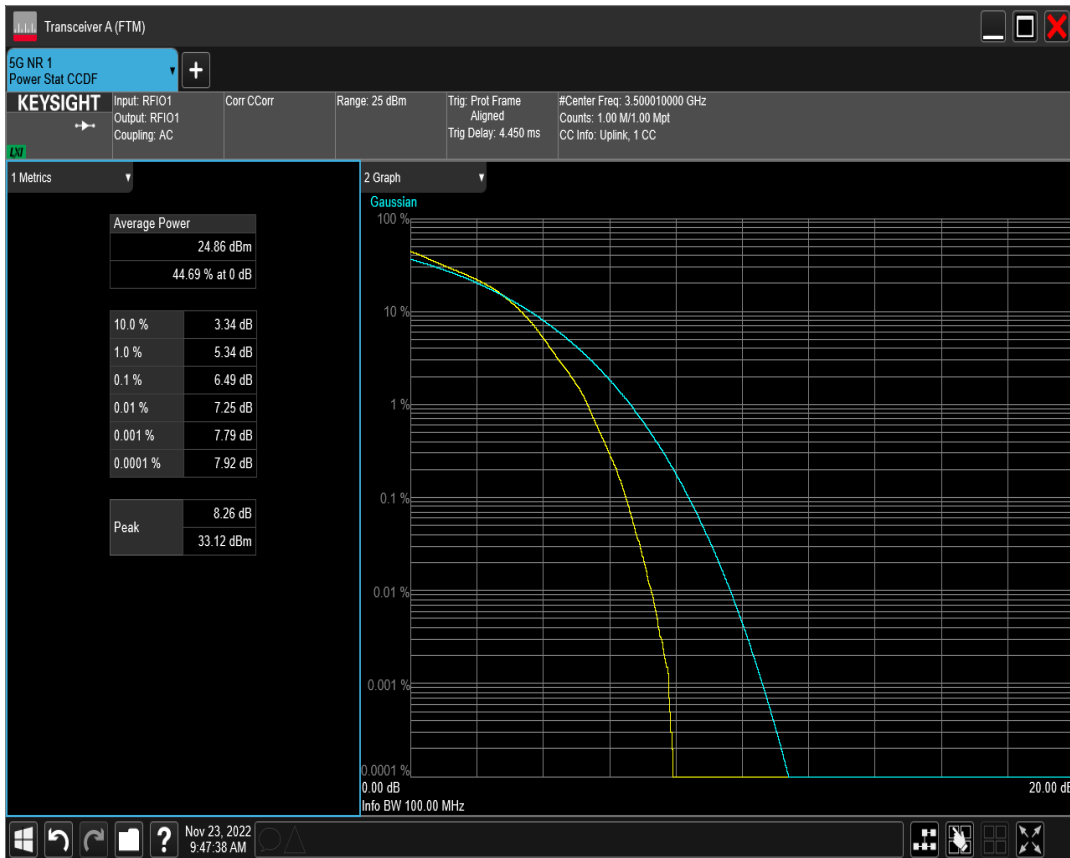 Transceiver A (FTM)
5G NR 1
Power Stat CCDF
KEYSIGHT
LXI
Input: RFIO1
Output: RFIO1
Coupling: AC
Corr CCorr
Range: 25 dBm
Trig: Prot Frame
Aligned
Trig Delay: 4.450 ms
#Center Freq: 3.500010000 GHz
Counts: 1.00 M/1.00 Mpt
CC Info: Uplink, 1 CC
1 Metrics
Average Power
24.86 dBm
44.69 % at 0 dB
10.0 % 3.34 dB
1.0 % 5.34 dB
0.1 % 6.49 dB
0.01 % 7.25 dB
0.001 % 7.79 dB
0.0001 % 7.92 dB
Peak
8.26 dB
33.12 dBm
2 Graph
Gaussian
100 %
10 %
1 %
0.1 %
0.01 %
0.001 %
0.0001 %
0.00 dB 20.00 dB
Info BW 100.00 MHz
?
Nov 23, 2022
9:47:38 AM